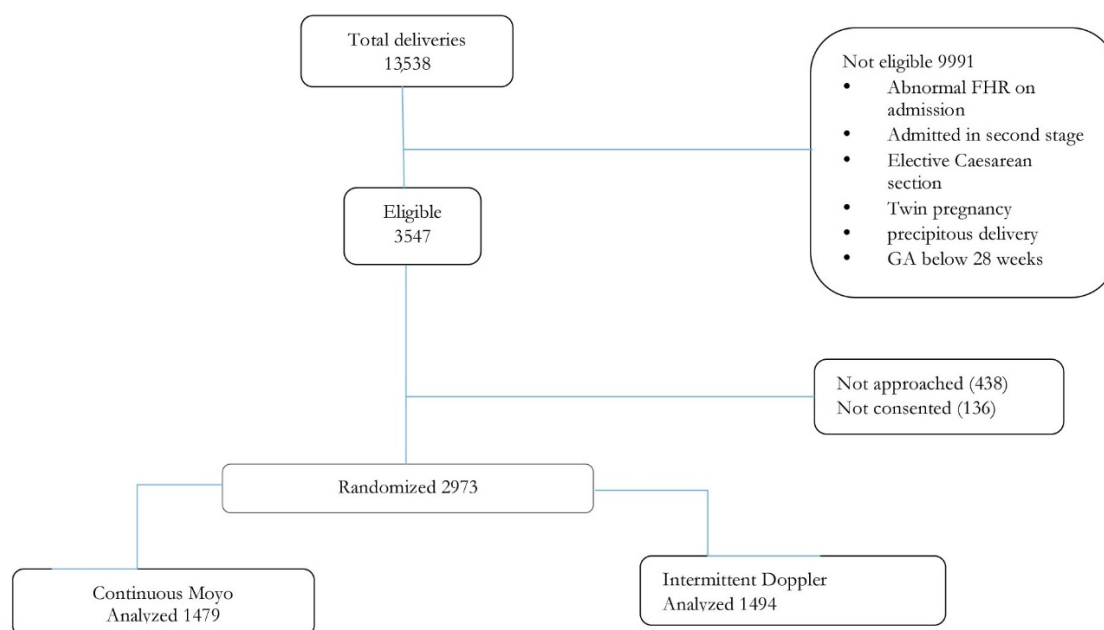 Total deliveries
13,538
Not eligible 9991
• Abnormal FHR on
admission
• Admitted in second stage
• Elective Caesarean
section
• Twin pregnancy
• precipitous delivery
• GA below 28 weeks
Eligible
3547
Not approached (438)
Not consented (136)
Randomized 2973
Continuous Moyo
Analyzed 1479
Intermittent Doppler
Analyzed 1494